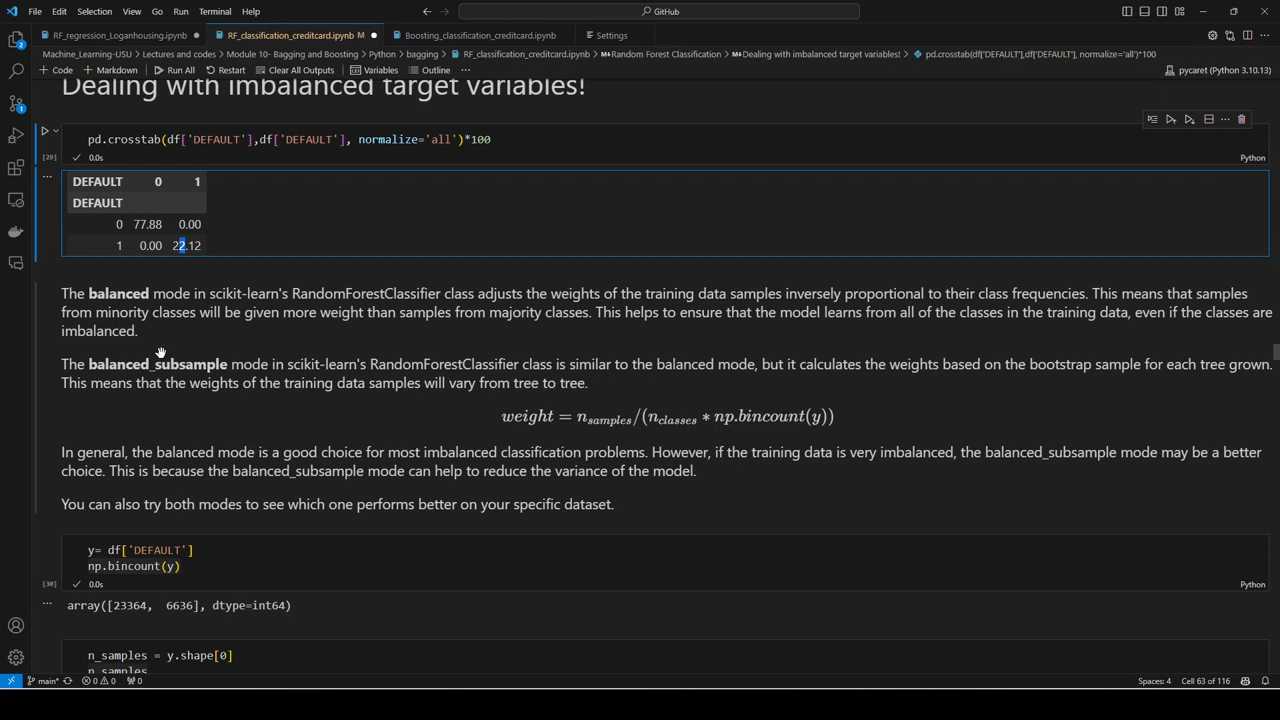 File Edit Selection View Go Run Terminal Help GitHub
RF_regression_Loganhousing.ipynb RF_classification_creditcard.ipynb M Boosting_classification_creditcard.ipynb Settings
Machine_Learning-USU > Lectures and codes > Module 10- Bagging and Boosting > Python > bagging > RF_classification_creditcard.ipynb > Random Forest Classification > Dealing with imbalanced target variables! > pd.crosstab(df['DEFAULT'],df['DEFAULT'], normalize='all')*100
+ Code + Markdown Run All Restart Clear All Outputs Variables Outline ... pycaret (Python 3.10.13)
Dealing with imbalanced target variables!
pd.crosstab(df['DEFAULT'],df['DEFAULT'], normalize='all')*100
[29] 0.0s Python
DEFAULT 0 1
DEFAULT
0 77.88 0.00
1 0.00 22.12
The balanced mode in scikit-learn's RandomForestClassifier class adjusts the weights of the training data samples inversely proportional to their class frequencies. This means that samples
from minority classes will be given more weight than samples from majority classes. This helps to ensure that the model learns from all of the classes in the training data, even if the classes are
imbalanced.
The balanced_subsample mode in scikit-learn's RandomForestClassifier class is similar to the balanced mode, but it calculates the weights based on the bootstrap sample for each tree grown.
This means that the weights of the training data samples will vary from tree to tree.
weight = n_samples/(n_classes * np.bincount(y))
In general, the balanced mode is a good choice for most imbalanced classification problems. However, if the training data is very imbalanced, the balanced_subsample mode may be a better
choice. This is because the balanced_subsample mode can help to reduce the variance of the model.
You can also try both modes to see which one performs better on your specific dataset.
y= df['DEFAULT']
np.bincount(y)
[30] 0.0s Python
array([23364, 6636], dtype=int64)
n_samples = y.shape[0]
n_samples
main* 0 0 0 Spaces: 4 Cell 63 of 116